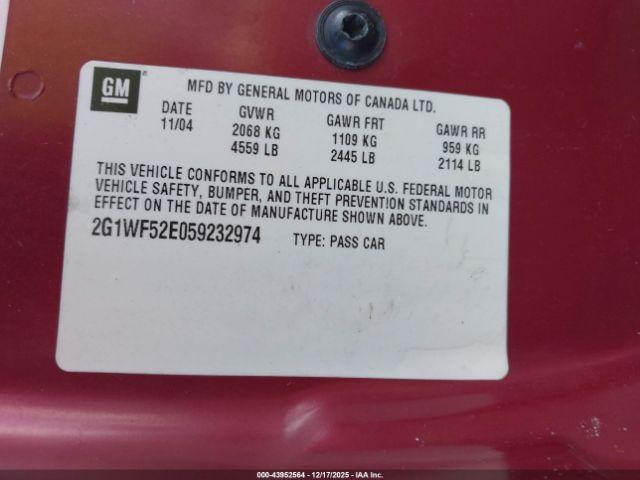 GM
MFD BY GENERAL MOTORS OF CANADA LTD.
DATE GVWR GAWR FRT GAWR RR
11/04 2068 KG 1109 KG 959 KG
4559 LB 2445 LB 2114 LB
THIS VEHICLE CONFORMS TO ALL APPLICABLE U.S. FEDERAL MOTOR
VEHICLE SAFETY, BUMPER, AND THEFT PREVENTION STANDARDS IN
EFFECT ON THE DATE OF MANUFACTURE SHOWN ABOVE.
2G1WF52E059232974 TYPE: PASS CAR
000-43952564 - 12/17/2025 - IAA Inc.